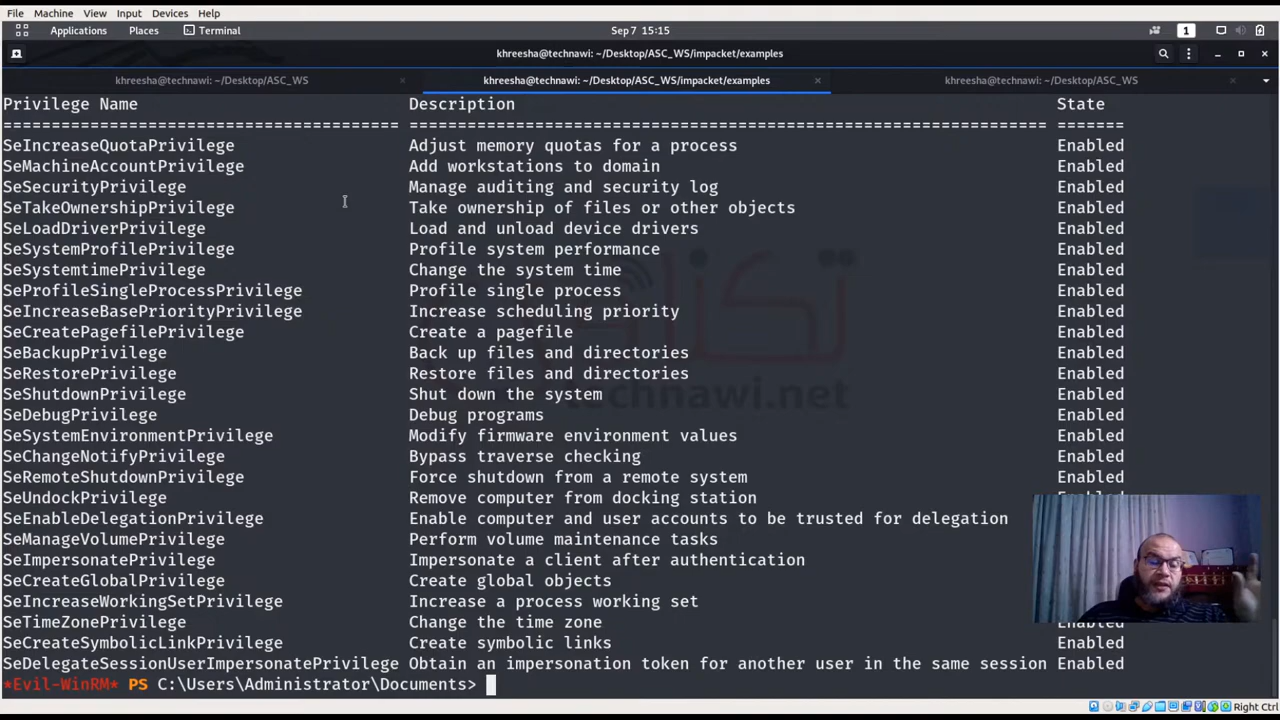 File Machine View Input Devices Help
Applications Places Terminal Sep 7 15:15 1
khreesha@technawi: ~/Desktop/ASC_WS/impacket/examples
khreesha@technawi: ~/Desktop/ASC_WS khreesha@technawi: ~/Desktop/ASC_WS/impacket/examples khreesha@technawi: ~/Desktop/ASC_WS
Privilege Name Description State
========================================= ================================================================== =======
SeIncreaseQuotaPrivilege Adjust memory quotas for a process Enabled
SeMachineAccountPrivilege Add workstations to domain Enabled
SeSecurityPrivilege Manage auditing and security log Enabled
SeTakeOwnershipPrivilege Take ownership of files or other objects Enabled
SeLoadDriverPrivilege Load and unload device drivers Enabled
SeSystemProfilePrivilege Profile system performance Enabled
SeSystemtimePrivilege Change the system time Enabled
SeProfileSingleProcessPrivilege Profile single process Enabled
SeIncreaseBasePriorityPrivilege Increase scheduling priority Enabled
SeCreatePagefilePrivilege Create a pagefile Enabled
SeBackupPrivilege Back up files and directories Enabled
SeRestorePrivilege Restore files and directories Enabled
SeShutdownPrivilege Shut down the system Enabled
technawi.net
SeDebugPrivilege Debug programs Enabled
SeSystemEnvironmentPrivilege Modify firmware environment values Enabled
SeChangeNotifyPrivilege Bypass traverse checking Enabled
SeRemoteShutdownPrivilege Force shutdown from a remote system Enabled
SeUndockPrivilege Remove computer from docking station Enabled
SeEnableDelegationPrivilege Enable computer and user accounts to be trusted for delegation
SeManageVolumePrivilege Perform volume maintenance tasks
SeImpersonatePrivilege Impersonate a client after authentication
SeCreateGlobalPrivilege Create global objects
SeIncreaseWorkingSetPrivilege Increase a process working set
SeTimeZonePrivilege Change the time zone Enabled
SeCreateSymbolicLinkPrivilege Create symbolic links Enabled
SeDelegateSessionUserImpersonatePrivilege Obtain an impersonation token for another user in the same session Enabled
*Evil-WinRM* PS C:\Users\Administrator\Documents>
Right Ctrl